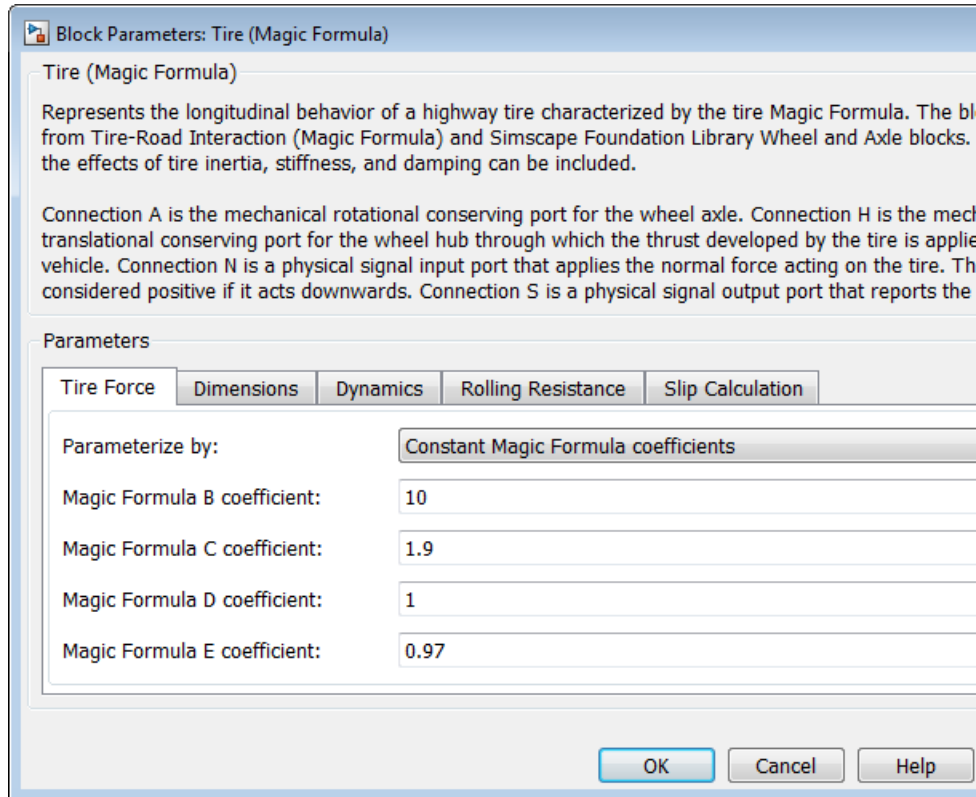 Block Parameters: Tire (Magic Formula)
Tire (Magic Formula)
Represents the longitudinal behavior of a highway tire characterized by the tire Magic Formula. The
from Tire-Road Interaction (Magic Formula) and Simscape Foundation Library Wheel and Axle blocks.
the effects of tire inertia, stiffness, and damping can be included.
Connection A is the mechanical rotational conserving port for the wheel axle. Connection H is the
translational conserving port for the wheel hub through which the thrust developed by the tire is
vehicle. Connection N is a physical signal input port that applies the normal force acting on the tire.
considered positive if it acts downwards. Connection S is a physical signal output port that reports the
Parameters
Tire Force Dimensions Dynamics Rolling Resistance Slip Calculation
Parameterize by: Constant Magic Formula coefficients
Magic Formula B coefficient: 10
Magic Formula C coefficient: 1.9
Magic Formula D coefficient: 1
Magic Formula E coefficient: 0.97
OK Cancel Help